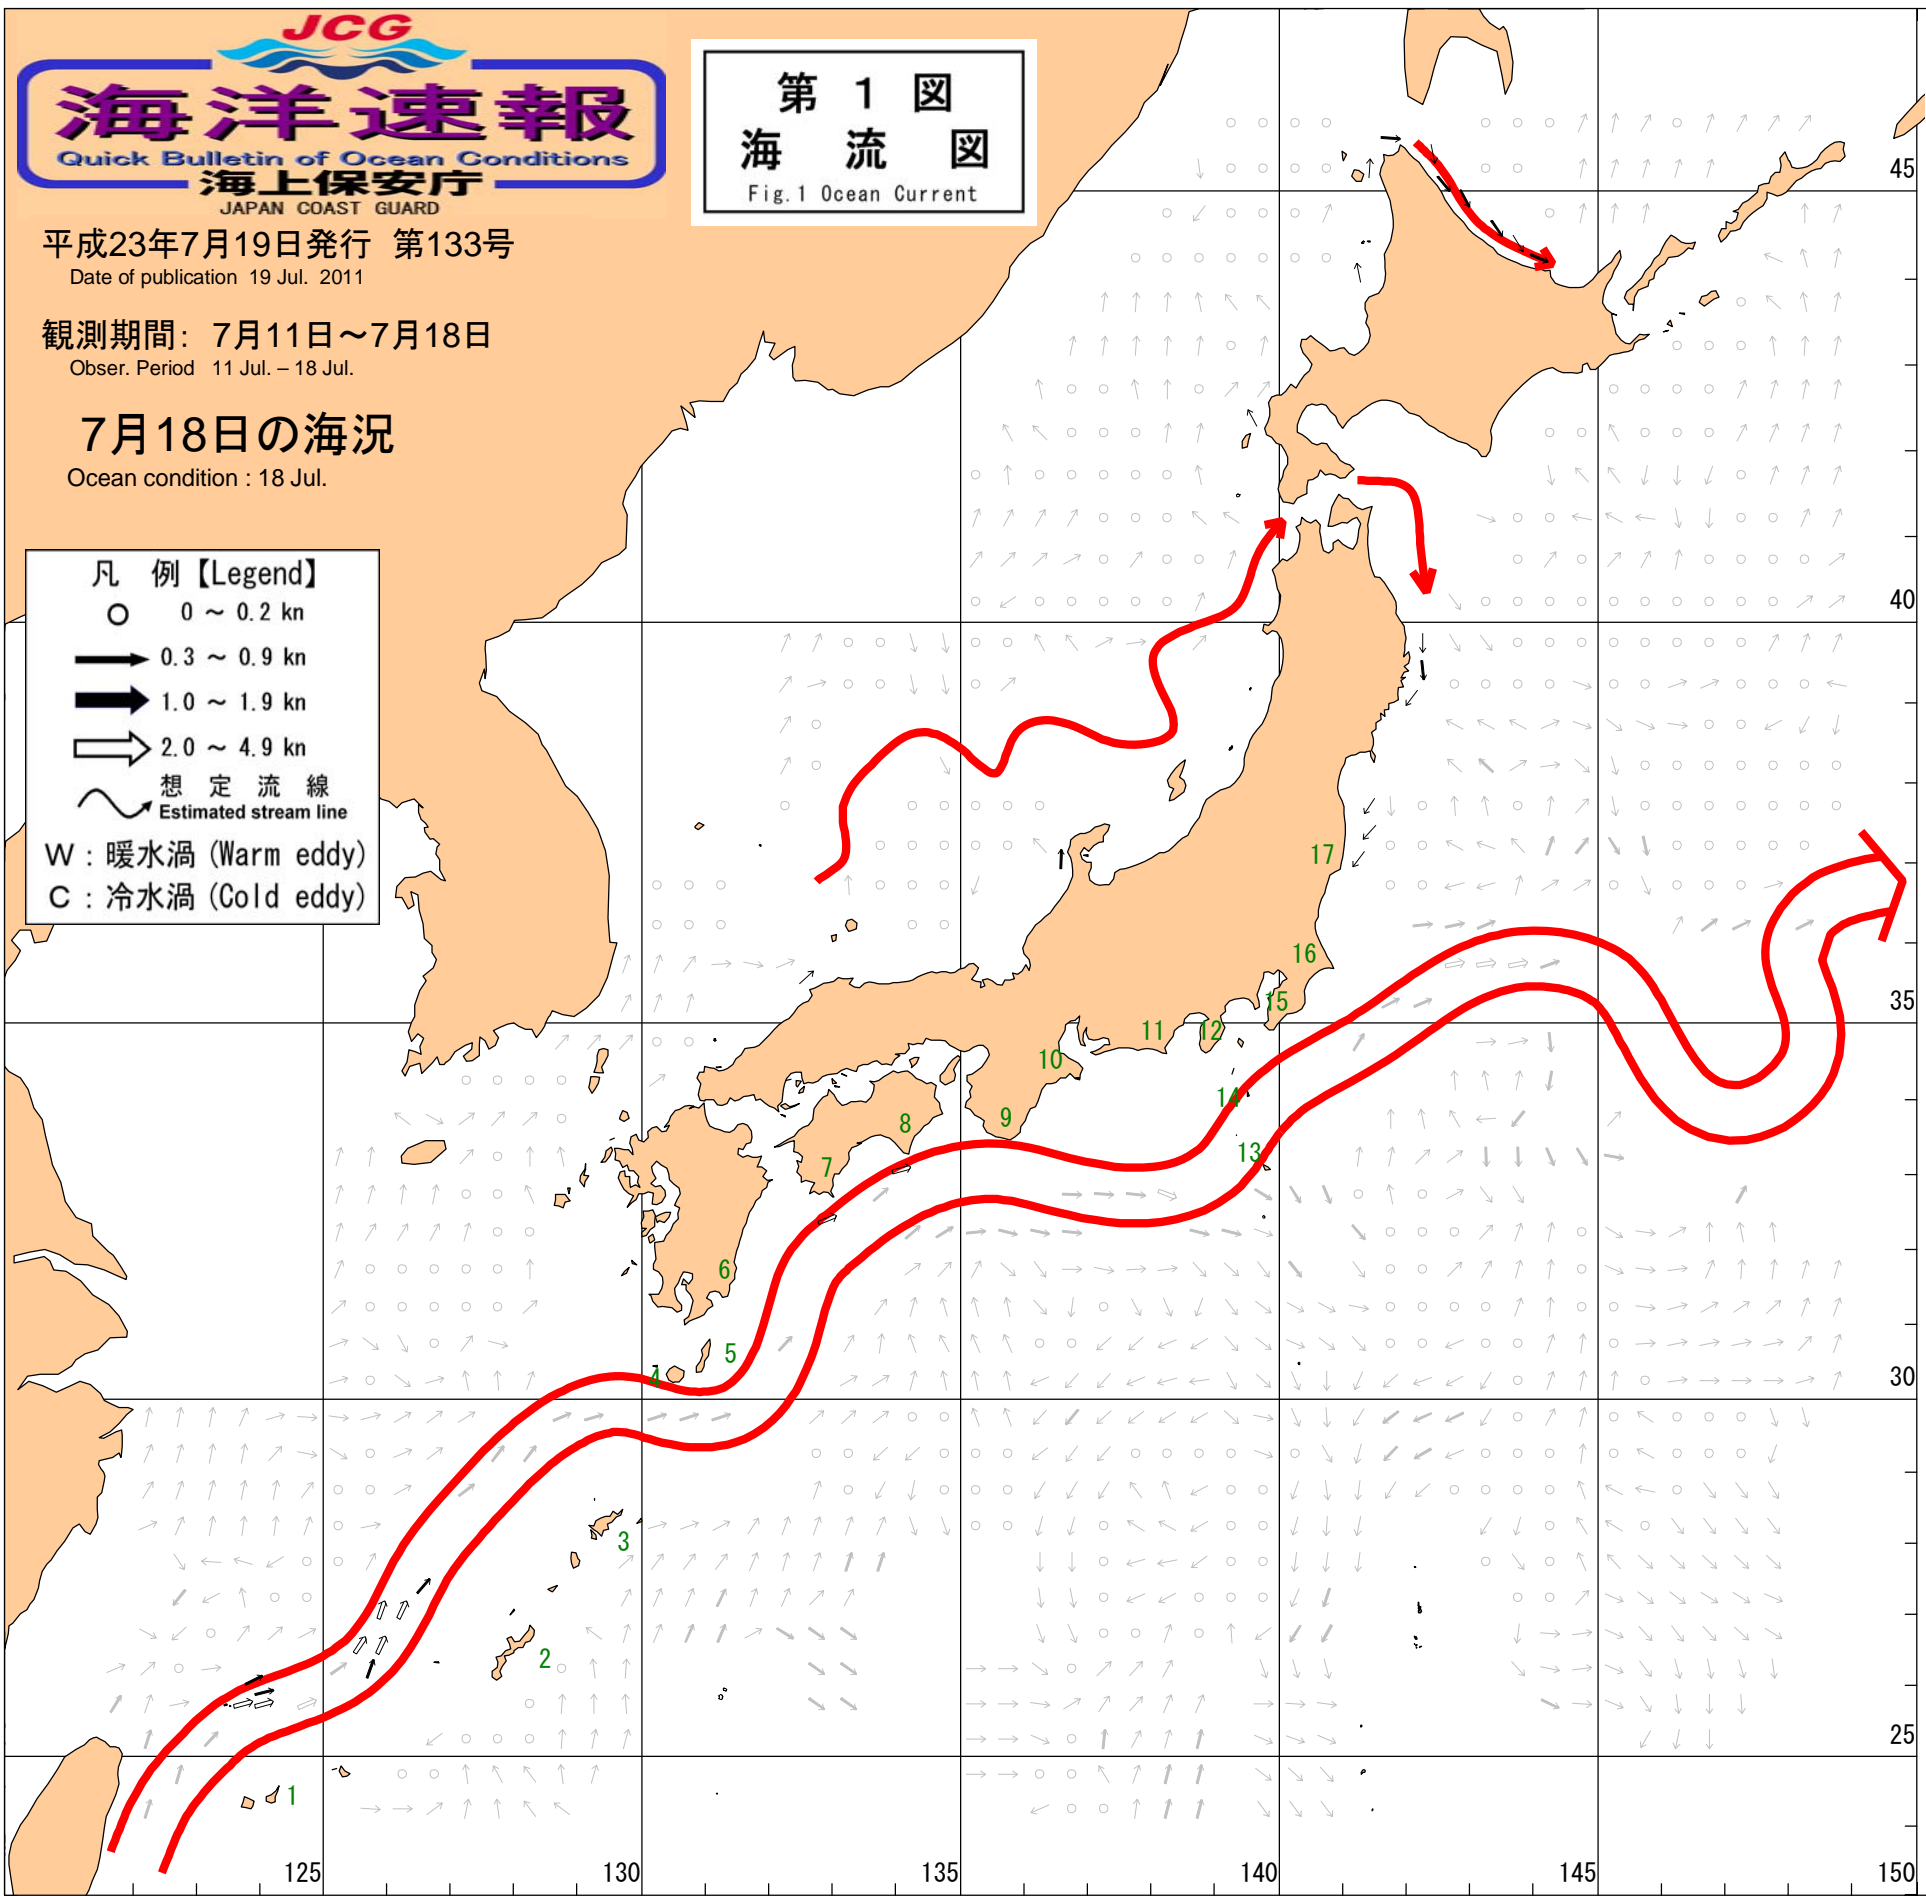 JCG
海洋速報
Quick Bulletin of Ocean Conditions
海上保安庁
JAPAN COAST GUARD
第 1 図
海 流 図
Fig.1 Ocean Current
平成23年7月19日発行 第133号
Date of publication 19 Jul. 2011
観測期間: 7月11日～7月18日
Obser. Period 11 Jul. – 18 Jul.
7月18日の海況
Ocean condition : 18 Jul.
凡 例【Legend】
0 ～ 0.2 kn
0.3 ～ 0.9 kn
1.0 ～ 1.9 kn
2.0 ～ 4.9 kn
想 定 流 線
Estimated stream line
W : 暖水渦 (Warm eddy)
C : 冷水渦 (Cold eddy)
45
40
35
30
25
17
16
15
14
13
12
11
10
9
8
7
6
5
4
3
2
1
125
130
135
140
145
150